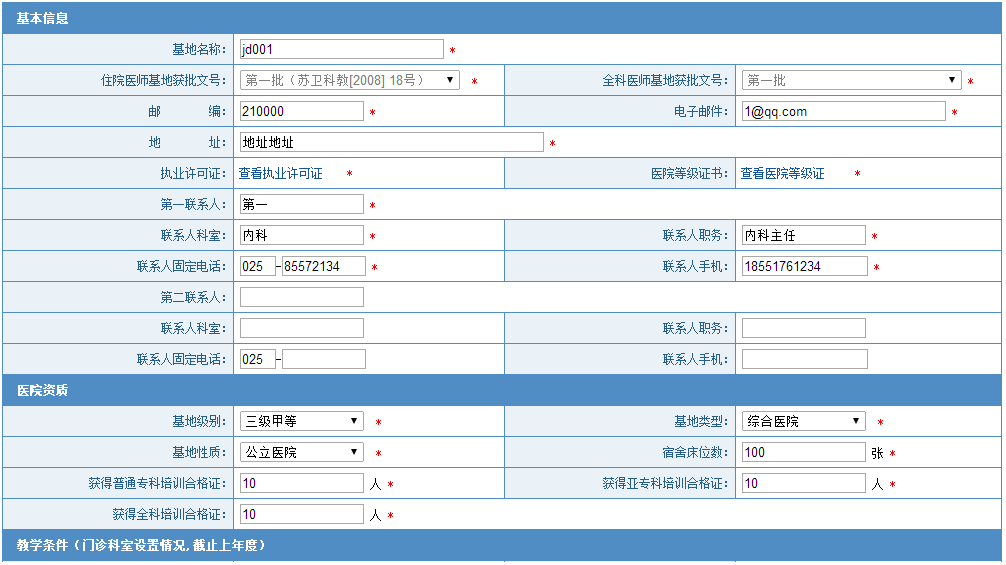 基本信息
基地名称： jd001 *
住院医师基地获批文号： 第一批（苏卫科教[2008] 18号） * 全科医师基地获批文号： 第一批 *
邮 编： 210000 * 电子邮件： 1@qq.com *
地 址： 地址地址 *
执业许可证： 查看执业许可证 * 医院等级证书： 查看医院等级证 *
第一联系人： 第一 *
联系人科室： 内科 * 联系人职务： 内科主任 *
联系人固定电话： 025 - 85572134 * 联系人手机： 18551761234 *
第二联系人：
联系人科室： 联系人职务：
联系人固定电话： 025 - 联系人手机：
医院资质
基地级别： 三级甲等 * 基地类型： 综合医院 *
基地性质： 公立医院 * 宿舍床位数： 100 张 *
获得普通专科培训合格证： 10 人 * 获得亚专科培训合格证： 10 人 *
获得全科培训合格证： 10 人 *
教学条件（门诊科室设置情况,截止上年度）